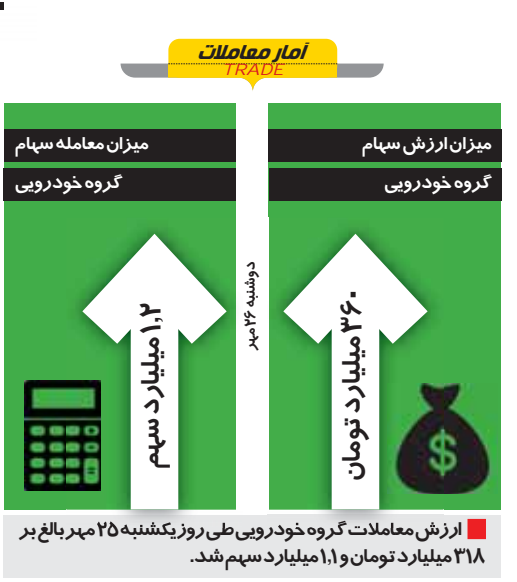 آمار معاملات
TRADE
میزان ارزش سهام
گروه خودرویی
۳۶۰ میلیارد تومان
$
دوشنبه ۲۶ مهر
میزان معامله سهام
گروه خودرویی
۱,۲ میلیارد سهم
ارزش معاملات گروه خودرویی طی روز یکشنبه ۲۵ مهر بالغ بر
۳۱۸ میلیارد تومان و ۱,۱ میلیارد سهم شد.